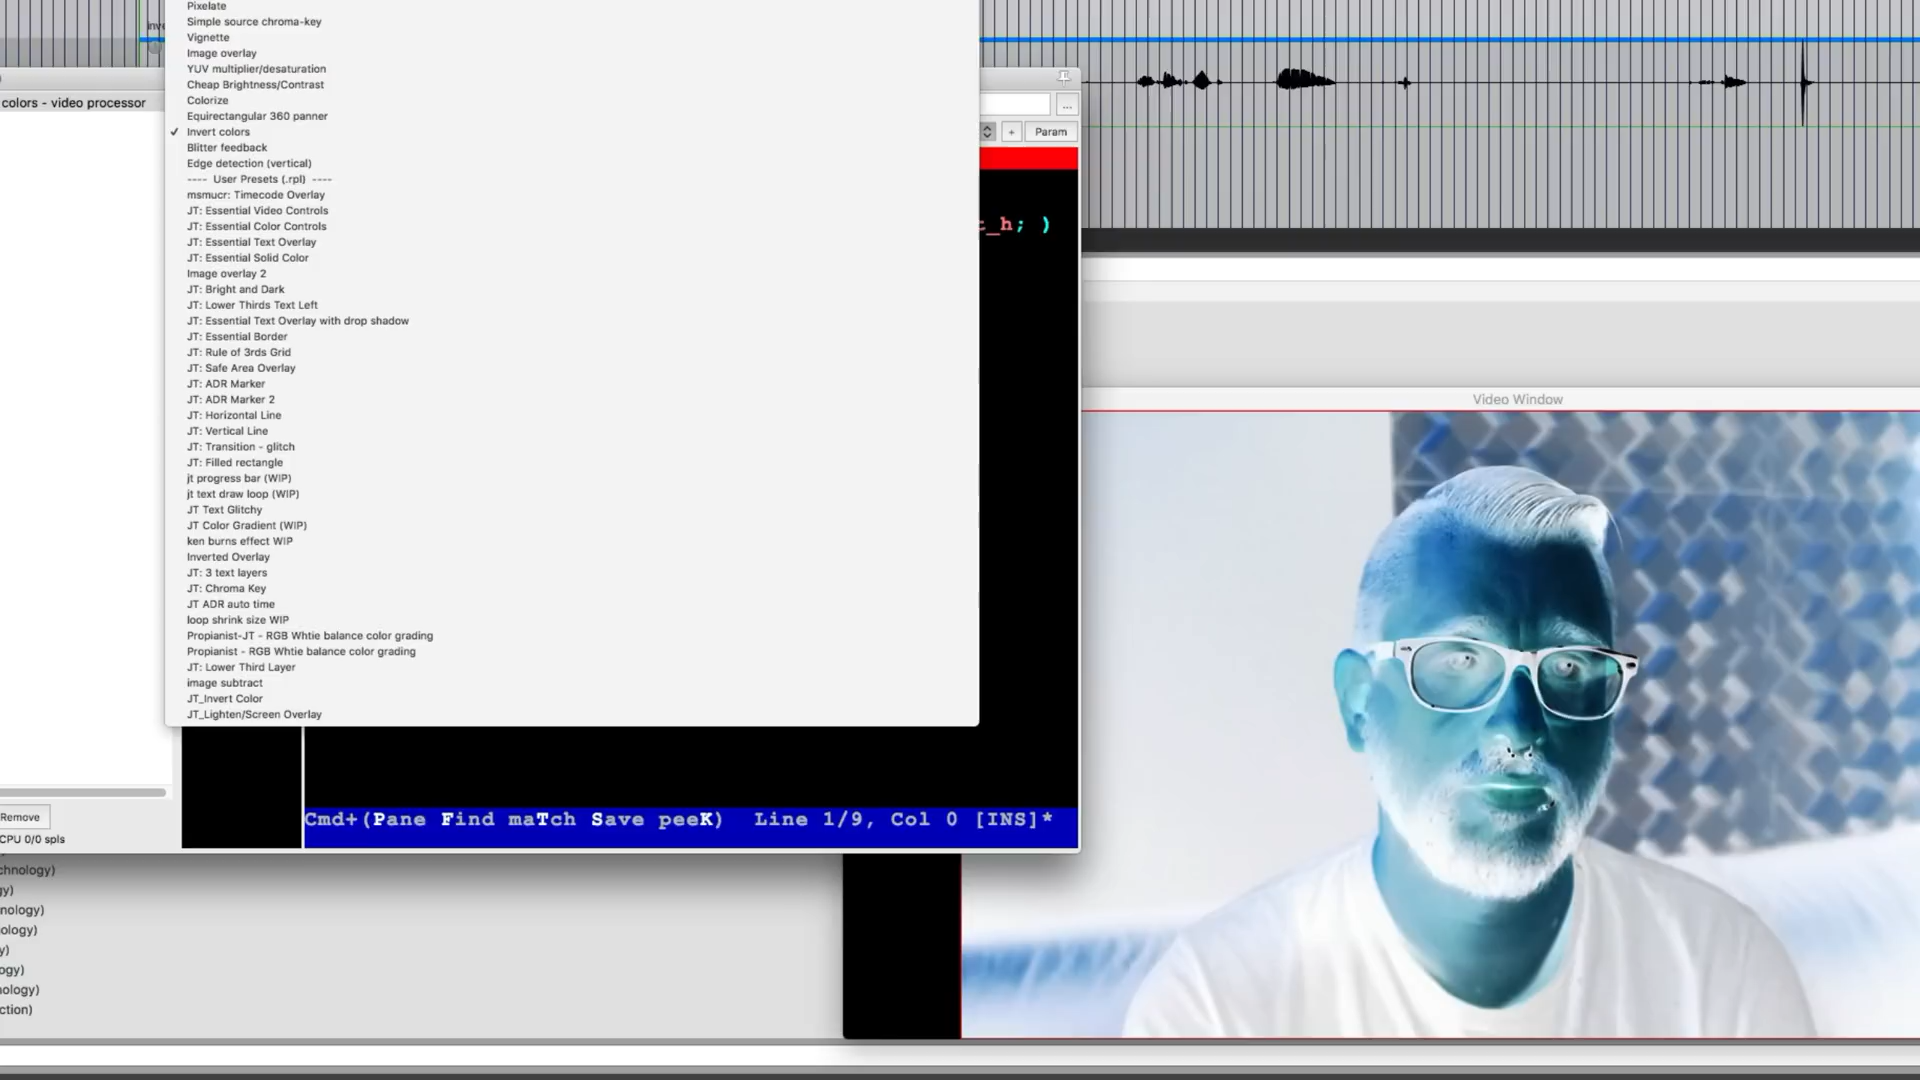 Pixelate
Simple source chroma-key
Vignette
Image overlay
YUV multiplier/desaturation
Cheap Brightness/Contrast
Colorize
Equirectangular 360 panner
✓ Invert colors
Blitter feedback
Edge detection (vertical)
---- User Presets (.rpl) ----
msmucr: Timecode Overlay
JT: Essential Video Controls
JT: Essential Color Controls
JT: Essential Text Overlay
JT: Essential Solid Color
Image overlay 2
JT: Bright and Dark
JT: Lower Thirds Text Left
JT: Essential Text Overlay with drop shadow
JT: Essential Border
JT: Rule of 3rds Grid
JT: Safe Area Overlay
JT: ADR Marker
JT: ADR Marker 2
JT: Horizontal Line
JT: Vertical Line
JT: Transition - glitch
JT: Filled rectangle
jt progress bar (WIP)
jt text draw loop (WIP)
JT Text Glitchy
JT Color Gradient (WIP)
ken burns effect WIP
Inverted Overlay
JT: 3 text layers
JT: Chroma Key
JT ADR auto time
loop shrink size WIP
Propianist-JT - RGB Whtie balance color grading
Propianist - RGB Whtie balance color grading
JT: Lower Third Layer
image subtract
JT_Invert Color
JT_Lighten/Screen Overlay
inve
colors - video processor
...
+ Param
_h; )
Video Window
Cmd+(Pane Find maTch Save peeK) Line 1/9, Col 0 [INS]*
Remove
CPU 0/0 spls
chnology)
gy)
nology)
ology)
y)
ogy)
nology)
ction)